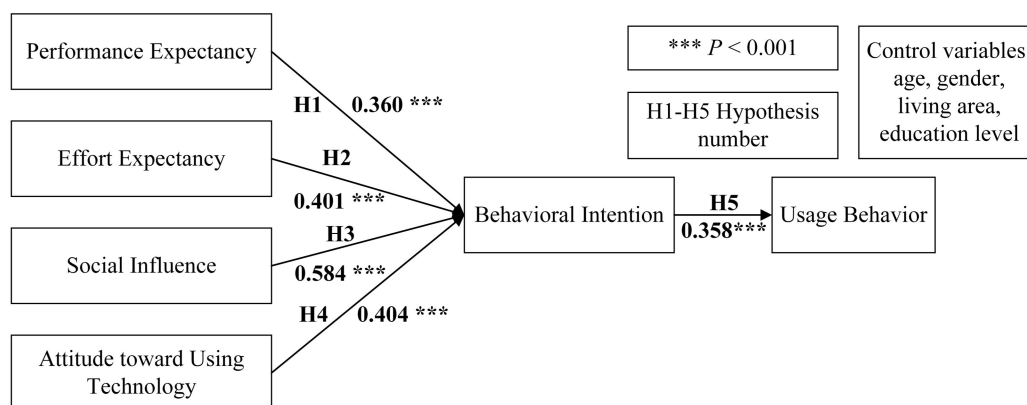 Performance Expectancy
H1
0.360 ***
Effort Expectancy
H2
0.401 ***
Social Influence
H3
0.584 ***
Attitude toward Using
Technology
H4
0.404 ***
Behavioral Intention
H5
0.358***
Usage Behavior
*** P < 0.001
H1-H5 Hypothesis
number
Control variables
age, gender,
living area,
education level